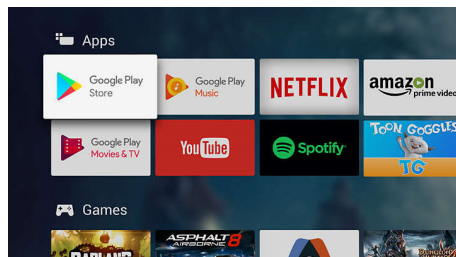 Apps
Google Play
Store
Google Play
Music
NETFLIX
amazon
prime video
Google Play
Movies & TV
YouTube
Spotify
TOON GOGGLES
TG
Games
BADLAND
ASPHALT 8
AIRBORNE